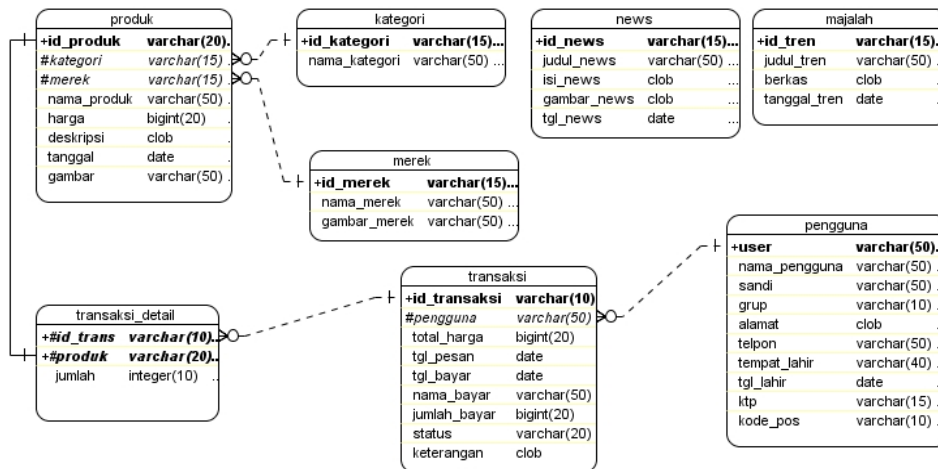 produk
+id_produk varchar(20).
#kategori varchar(15) .
#merek varchar(15) .
nama_produk varchar(50) .
harga bigint(20) .
deskripsi clob .
tanggal date .
gambar varchar(50) .
kategori
+id_kategori varchar(15)...
nama_kategori varchar(50) ...
news
+id_news varchar(15)...
judul_news varchar(50) ...
isi_news clob ...
gambar_news clob ...
tgl_news date ...
majalah
+id_tren varchar(15).
judul_tren varchar(50) .
berkas clob .
tanggal_tren date .
merek
+id_merek varchar(15)...
nama_merek varchar(50) ...
gambar_merek varchar(50) ...
transaksi_detail
+#id_trans varchar(10)...
+#produk varchar(20)...
jumlah integer(10) ..
transaksi
+id_transaksi varchar(10)
#pengguna varchar(50)
total_harga bigint(20)
tgl_pesan date
tgl_bayar date
nama_bayar varchar(50)
jumlah_bayar bigint(20)
status varchar(20)
keterangan clob
pengguna
+user varchar(50).
nama_pengguna varchar(50) .
sandi varchar(50) .
grup varchar(10) .
alamat clob .
telpon varchar(50) .
tempat_lahir varchar(40) .
tgl_lahir date .
ktp varchar(15) .
kode_pos varchar(10) .